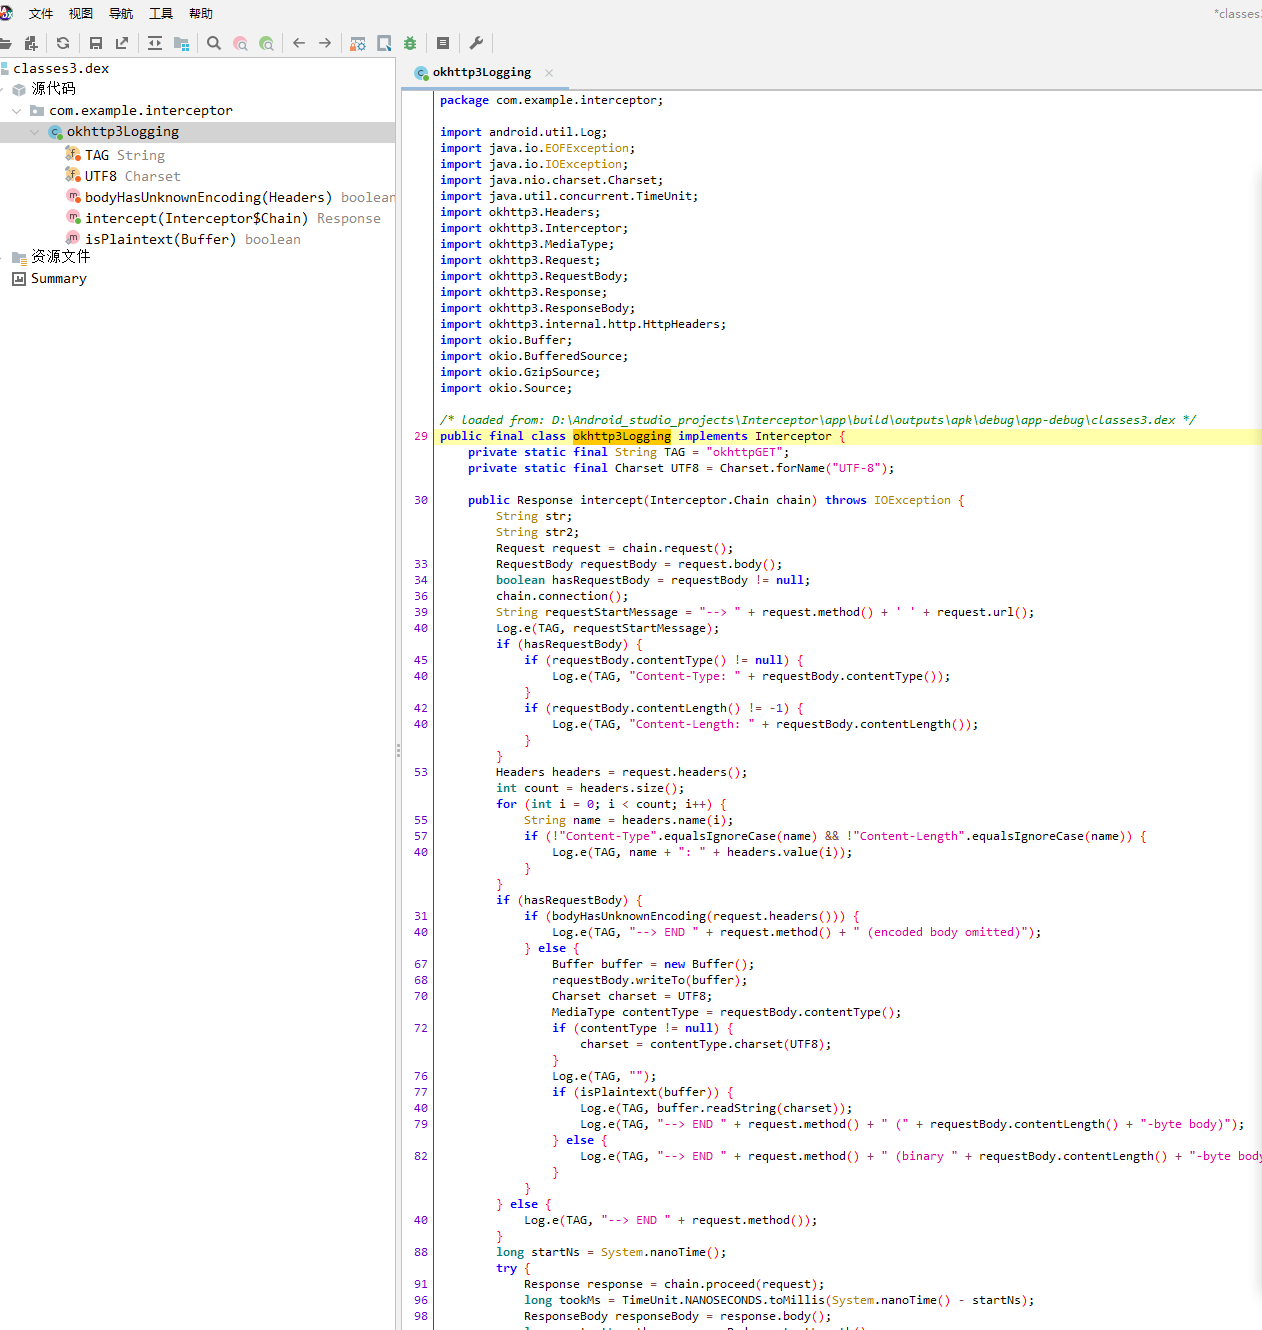 文件 视图 导航 工具 帮助
*classes3
classes3.dex
源代码
com.example.interceptor
okhttp3Logging
TAG String
UTF8 Charset
bodyHasUnknownEncoding(Headers) boolean
intercept(Interceptor$Chain) Response
isPlaintext(Buffer) boolean
资源文件
Summary
okhttp3Logging
package com.example.interceptor;
import android.util.Log;
import java.io.EOFException;
import java.io.IOException;
import java.nio.charset.Charset;
import java.util.concurrent.TimeUnit;
import okhttp3.Headers;
import okhttp3.Interceptor;
import okhttp3.MediaType;
import okhttp3.Request;
import okhttp3.RequestBody;
import okhttp3.Response;
import okhttp3.ResponseBody;
import okhttp3.internal.http.HttpHeaders;
import okio.Buffer;
import okio.BufferedSource;
import okio.GzipSource;
import okio.Source;
/* loaded from: D:\Android_studio_projects\Interceptor\app\build\outputs\apk\debug\app-debug\classes3.dex */
29 public final class okhttp3Logging implements Interceptor {
private static final String TAG = "okhttpGET";
private static final Charset UTF8 = Charset.forName("UTF-8");
30 public Response intercept(Interceptor.Chain chain) throws IOException {
String str;
String str2;
Request request = chain.request();
33 RequestBody requestBody = request.body();
34 boolean hasRequestBody = requestBody != null;
36 chain.connection();
39 String requestStartMessage = "--> " + request.method() + ' ' + request.url();
40 Log.e(TAG, requestStartMessage);
if (hasRequestBody) {
45 if (requestBody.contentType() != null) {
40 Log.e(TAG, "Content-Type: " + requestBody.contentType());
}
42 if (requestBody.contentLength() != -1) {
40 Log.e(TAG, "Content-Length: " + requestBody.contentLength());
}
}
53 Headers headers = request.headers();
int count = headers.size();
for (int i = 0; i < count; i++) {
55 String name = headers.name(i);
57 if (!"Content-Type".equalsIgnoreCase(name) && !"Content-Length".equalsIgnoreCase(name)) {
40 Log.e(TAG, name + ": " + headers.value(i));
}
}
if (hasRequestBody) {
31 if (bodyHasUnknownEncoding(request.headers())) {
40 Log.e(TAG, "--> END " + request.method() + " (encoded body omitted)");
} else {
67 Buffer buffer = new Buffer();
68 requestBody.writeTo(buffer);
70 Charset charset = UTF8;
MediaType contentType = requestBody.contentType();
72 if (contentType != null) {
charset = contentType.charset(UTF8);
}
76 Log.e(TAG, "");
77 if (isPlaintext(buffer)) {
40 Log.e(TAG, buffer.readString(charset));
79 Log.e(TAG, "--> END " + request.method() + " (" + requestBody.contentLength() + "-byte body)");
} else {
82 Log.e(TAG, "--> END " + request.method() + " (binary " + requestBody.contentLength() + "-byte body
}
}
} else {
40 Log.e(TAG, "--> END " + request.method());
}
88 long startNs = System.nanoTime();
try {
91 Response response = chain.proceed(request);
96 long tookMs = TimeUnit.NANOSECONDS.toMillis(System.nanoTime() - startNs);
98 ResponseBody responseBody = response.body();